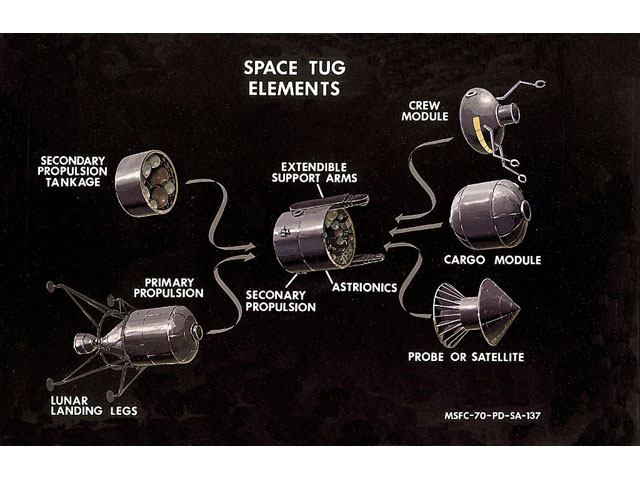 SPACE TUG
ELEMENTS
CREW
MODULE
SECONDARY
PROPULSION
TANKAGE
EXTENDIBLE
SUPPORT ARMS
CARGO MODULE
PRIMARY
PROPULSION
SECONARY
PROPULSION
ASTRIONICS
PROBE OR SATELLITE
LUNAR
LANDING LEGS
MSFC-70-PD-SA-137